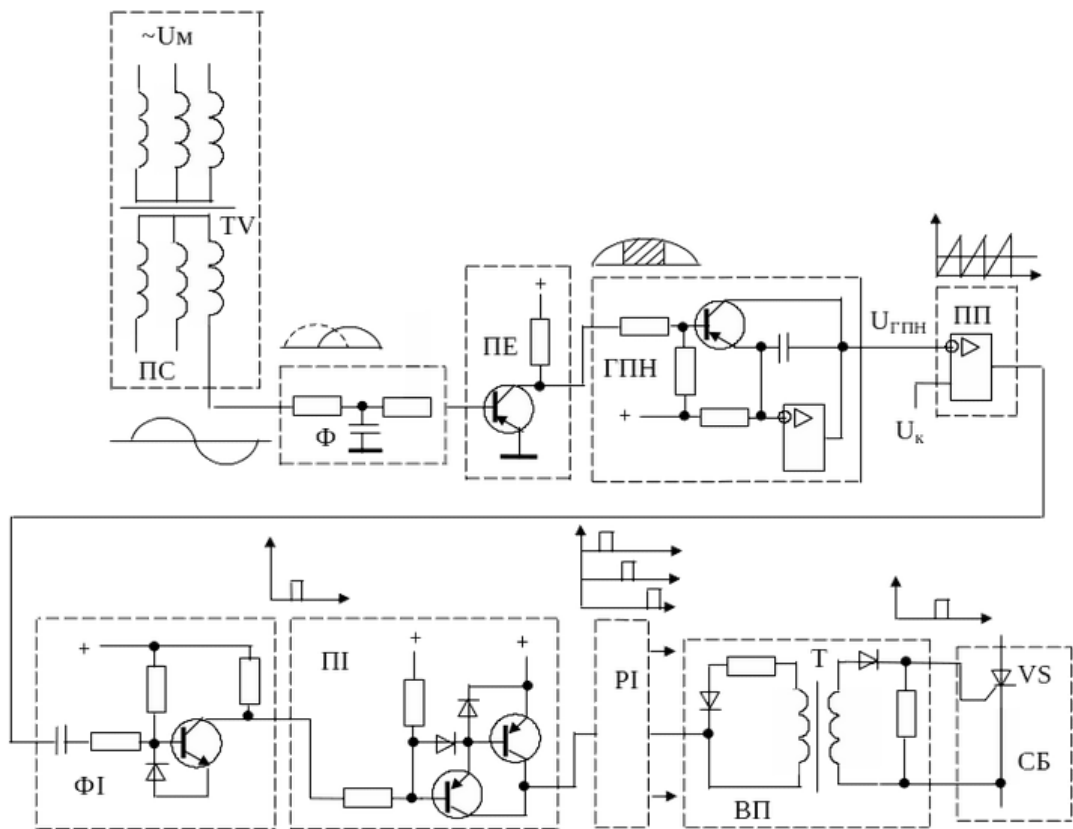 ~Uм
TV
ПС
Ф
+
ПЕ
+
ГПН
UГПН
ПП
Uк
+
ФІ
+
+
ПІ
РІ
Т
ВП
VS
СБ